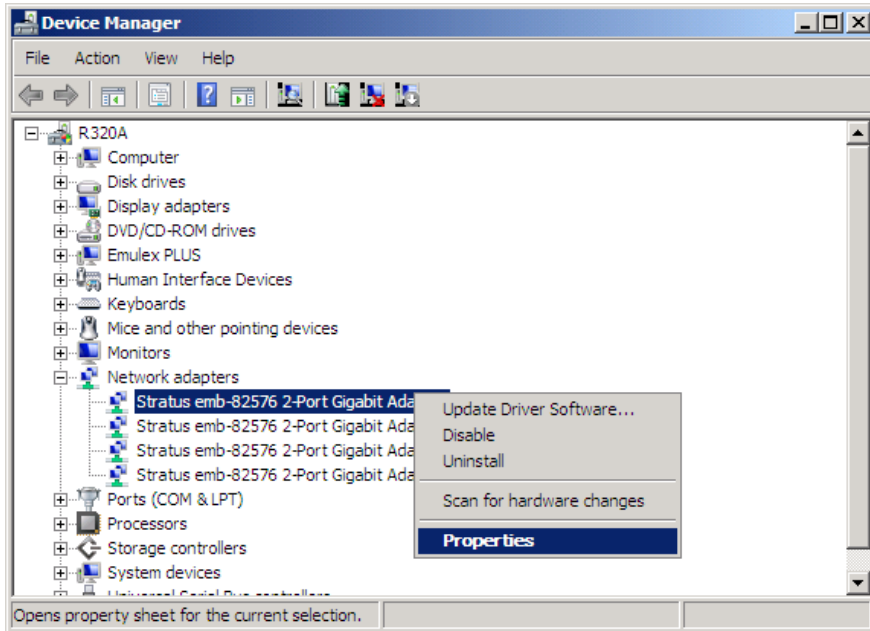 Device Manager
File Action View Help
R320A
Computer
Disk drives
Display adapters
DVD/CD-ROM drives
Emulex PLUS
Human Interface Devices
Keyboards
Mice and other pointing devices
Monitors
Network adapters
Stratus emb-82576 2-Port Gigabit Ada
Stratus emb-82576 2-Port Gigabit Ada
Stratus emb-82576 2-Port Gigabit Ada
Stratus emb-82576 2-Port Gigabit Ada
Update Driver Software...
Disable
Uninstall
Scan for hardware changes
Properties
Ports (COM & LPT)
Processors
Storage controllers
System devices
Universal Serial Bus controllers
Opens property sheet for the current selection.